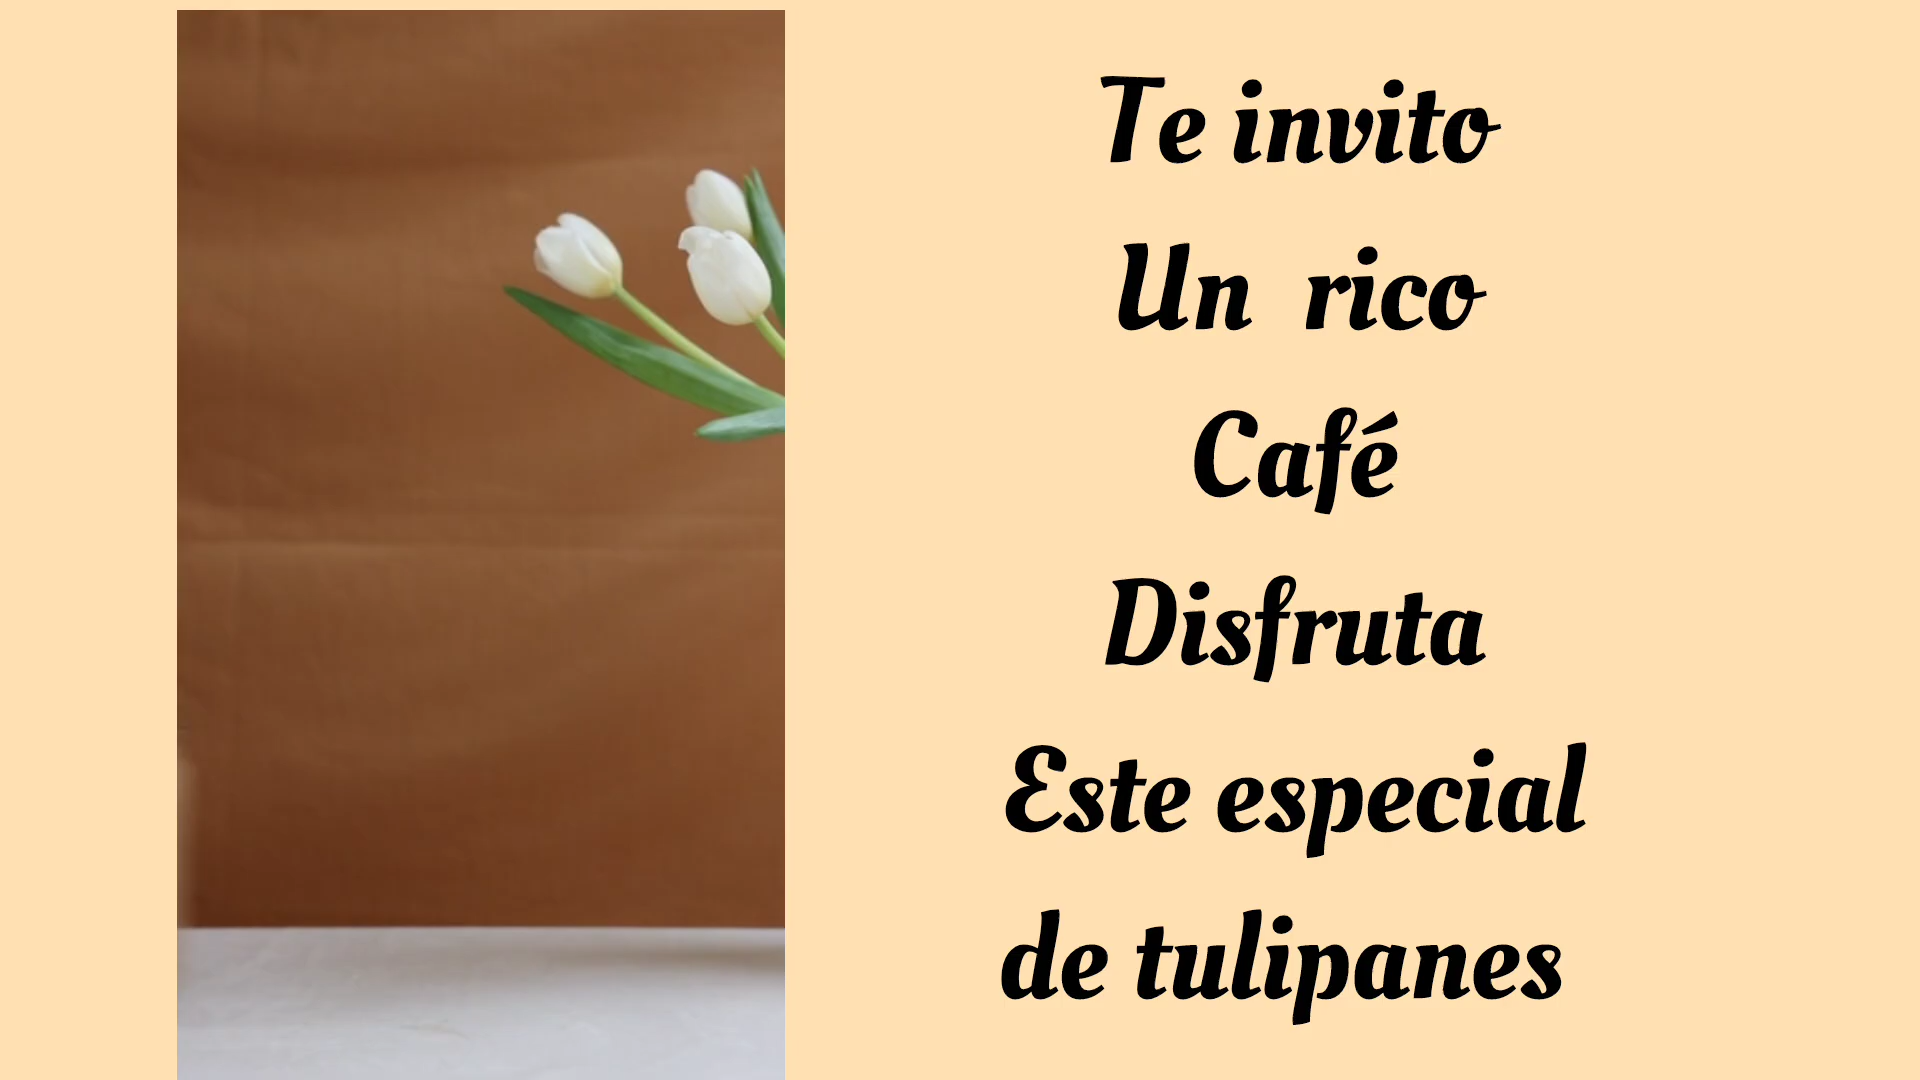 Te invito
Un rico
Café
Disfruta
Este especial
de tulipanes